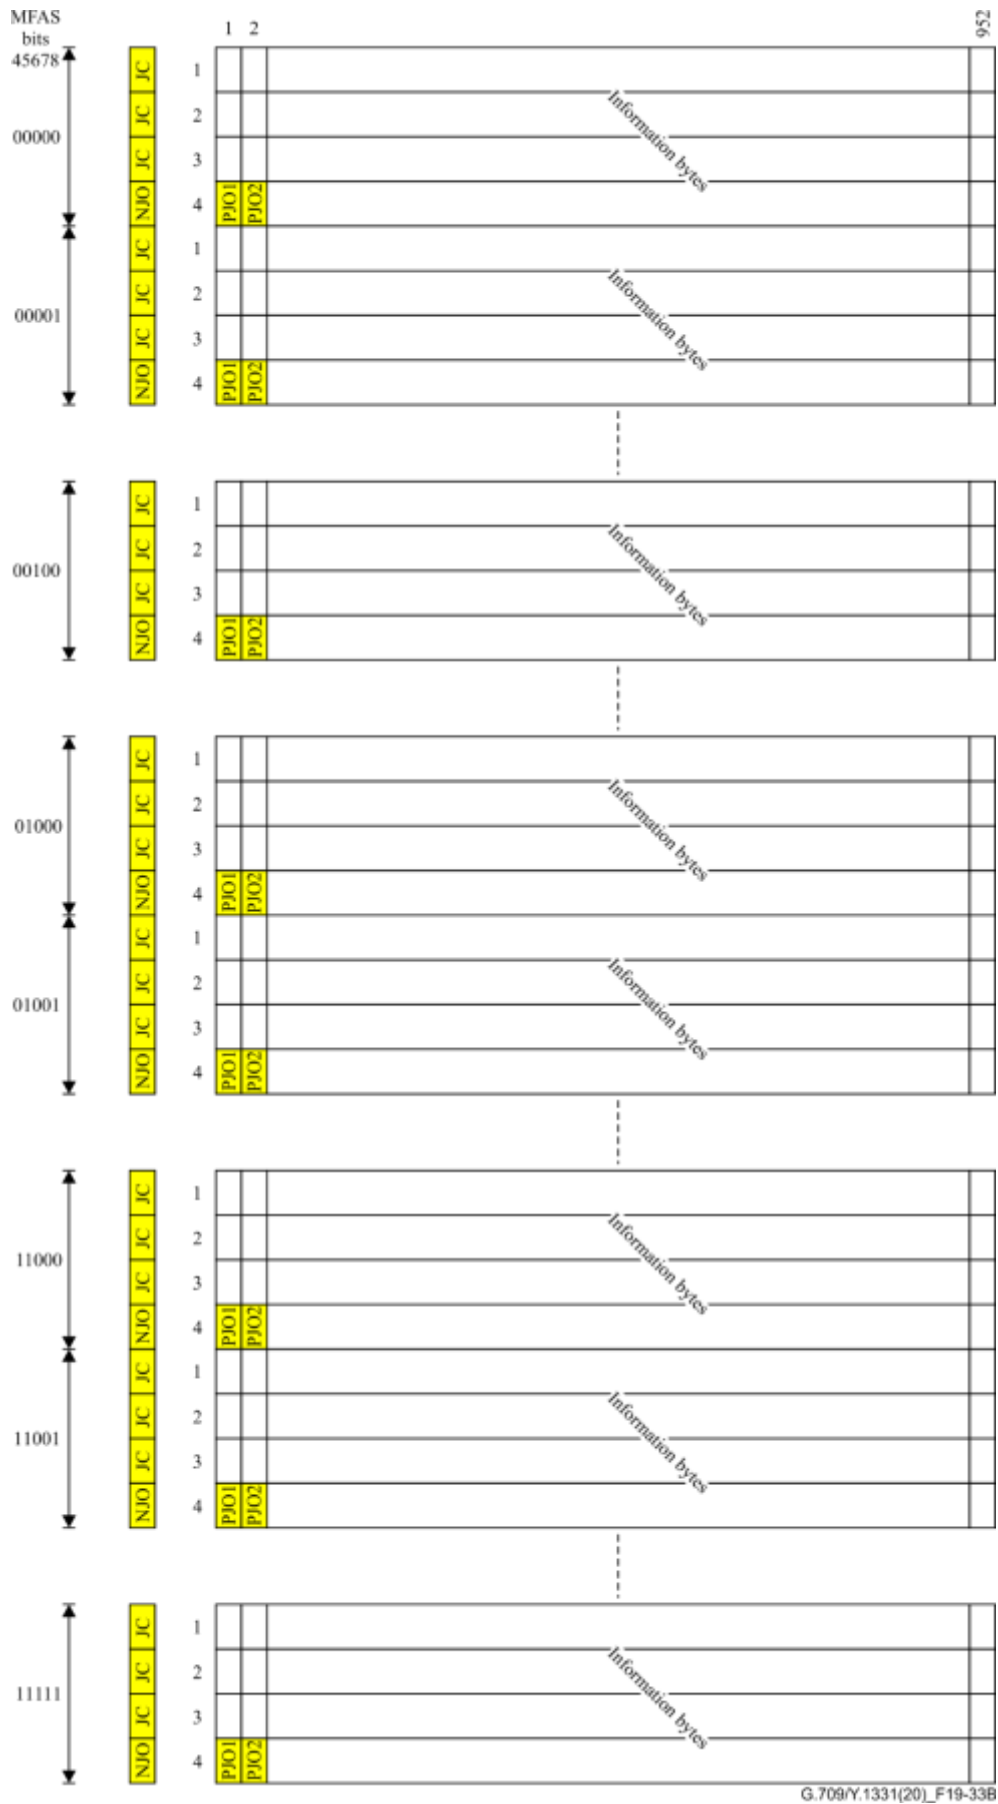 MFAS
bits
45678
1 2 952
JC 1
JC 2
00000
JC 3
NJO 4 PJO1 PJO2
Information bytes
JC 1
JC 2
00001
JC 3
NJO 4 PJO1 PJO2
Information bytes
JC 1
JC 2
00100
JC 3
NJO 4 PJO1 PJO2
Information bytes
JC 1
JC 2
01000
JC 3
NJO 4 PJO1 PJO2
Information bytes
JC 1
JC 2
01001
JC 3
NJO 4 PJO1 PJO2
Information bytes
JC 1
JC 2
11000
JC 3
NJO 4 PJO1 PJO2
Information bytes
JC 1
JC 2
11001
JC 3
NJO 4 PJO1 PJO2
Information bytes
JC 1
JC 2
11111
JC 3
NJO 4 PJO1 PJO2
Information bytes
G.709/Y.1331(20)_F19-33B